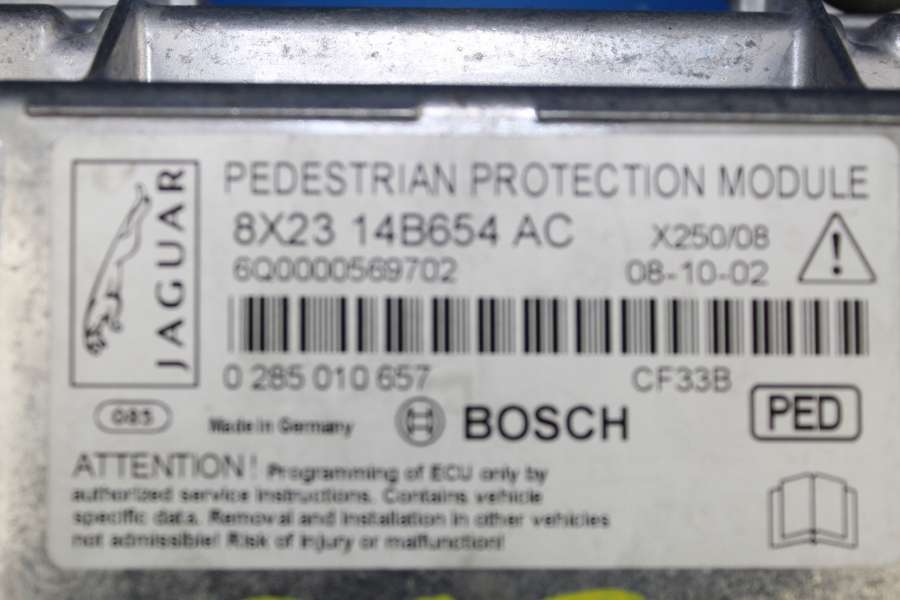 JAGUAR
PEDESTRIAN PROTECTION MODULE
8X23 14B654 AC
X250/08
6Q0000569702
08-10-02
0 285 010 657
CF33B
085
Made in Germany
BOSCH
PED
ATTENTION! Programming of ECU only by
authorized service instructions. Contains vehicle
specific data. Removal and installation in other vehicles
not admissible! Risk of injury or malfunction!